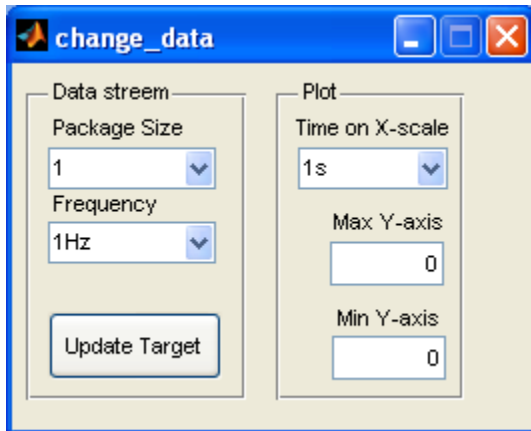 change_data
Data streem
Package Size
1
Frequency
1Hz
Update Target
Plot
Time on X-scale
1s
Max Y-axis
0
Min Y-axis
0